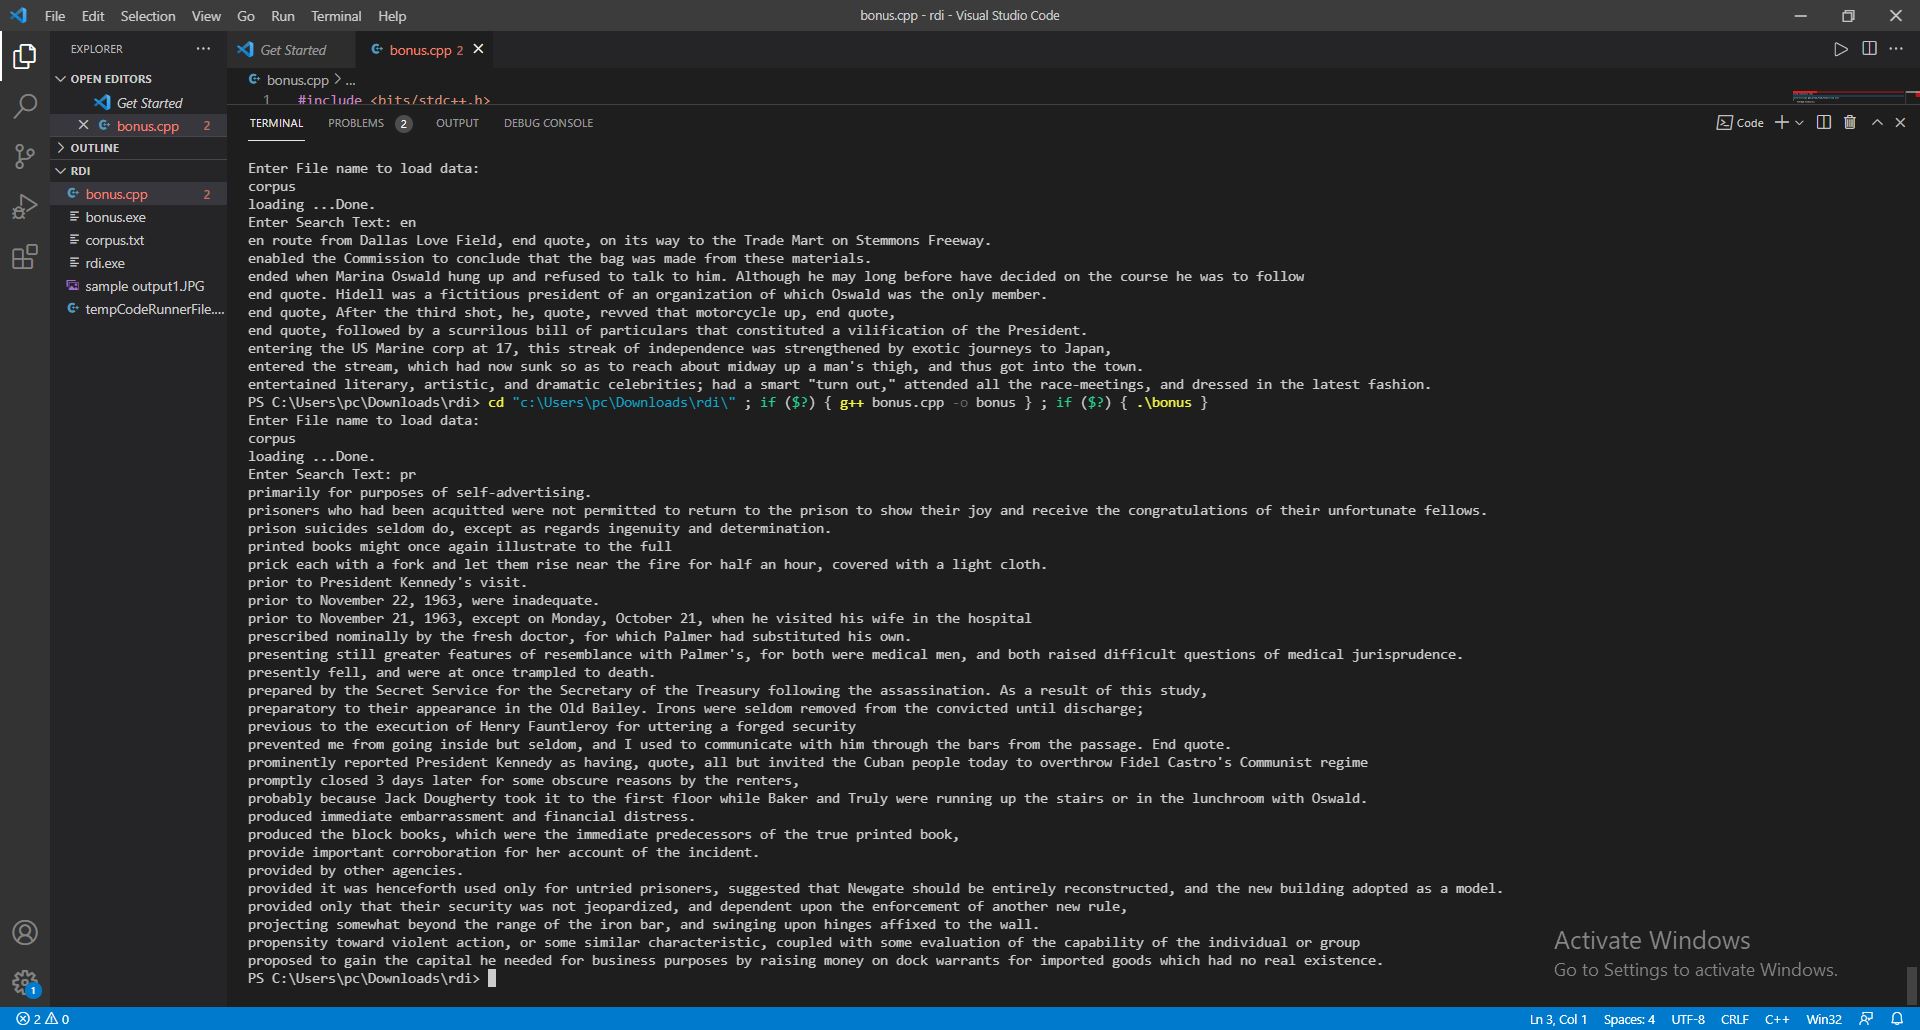 File Edit Selection View Go Run Terminal Help
bonus.cpp - rdi - Visual Studio Code
EXPLORER
OPEN EDITORS
Get Started
bonus.cpp 2
OUTLINE
RDI
bonus.cpp 2
bonus.exe
corpus.txt
rdi.exe
sample output1.JPG
tempCodeRunnerFile....
Get Started
bonus.cpp 2
bonus.cpp > ...
1 #include <bits/stdc++.h>
TERMINAL PROBLEMS 2 OUTPUT DEBUG CONSOLE
Code
Enter File name to load data:
corpus
loading ...Done.
Enter Search Text: en
en route from Dallas Love Field, end quote, on its way to the Trade Mart on Stemmons Freeway.
enabled the Commission to conclude that the bag was made from these materials.
ended when Marina Oswald hung up and refused to talk to him. Although he may long before have decided on the course he was to follow
end quote. Hidell was a fictitious president of an organization of which Oswald was the only member.
end quote, After the third shot, he, quote, revved that motorcycle up, end quote,
end quote, followed by a scurrilous bill of particulars that constituted a vilification of the President.
entering the US Marine corp at 17, this streak of independence was strengthened by exotic journeys to Japan,
entered the stream, which had now sunk so as to reach about midway up a man's thigh, and thus got into the town.
entertained literary, artistic, and dramatic celebrities; had a smart "turn out," attended all the race-meetings, and dressed in the latest fashion.
PS C:\Users\pc\Downloads\rdi> cd "c:\Users\pc\Downloads\rdi\" ; if ($?) { g++ bonus.cpp -o bonus } ; if ($?) { .\bonus }
Enter File name to load data:
corpus
loading ...Done.
Enter Search Text: pr
primarily for purposes of self-advertising.
prisoners who had been acquitted were not permitted to return to the prison to show their joy and receive the congratulations of their unfortunate fellows.
prison suicides seldom do, except as regards ingenuity and determination.
printed books might once again illustrate to the full
prick each with a fork and let them rise near the fire for half an hour, covered with a light cloth.
prior to President Kennedy's visit.
prior to November 22, 1963, were inadequate.
prior to November 21, 1963, except on Monday, October 21, when he visited his wife in the hospital
prescribed nominally by the fresh doctor, for which Palmer had substituted his own.
presenting still greater features of resemblance with Palmer's, for both were medical men, and both raised difficult questions of medical jurisprudence.
presently fell, and were at once trampled to death.
prepared by the Secret Service for the Secretary of the Treasury following the assassination. As a result of this study,
preparatory to their appearance in the Old Bailey. Irons were seldom removed from the convicted until discharge;
previous to the execution of Henry Fauntleroy for uttering a forged security
prevented me from going inside but seldom, and I used to communicate with him through the bars from the passage. End quote.
prominently reported President Kennedy as having, quote, all but invited the Cuban people today to overthrow Fidel Castro's Communist regime
promptly closed 3 days later for some obscure reasons by the renters,
probably because Jack Dougherty took it to the first floor while Baker and Truly were running up the stairs or in the lunchroom with Oswald.
produced immediate embarrassment and financial distress.
produced the block books, which were the immediate predecessors of the true printed book,
provide important corroboration for her account of the incident.
provided by other agencies.
provided it was henceforth used only for untried prisoners, suggested that Newgate should be entirely reconstructed, and the new building adopted as a model.
provided only that their security was not jeopardized, and dependent upon the enforcement of another new rule,
projecting somewhat beyond the range of the iron bar, and swinging upon hinges affixed to the wall.
propensity toward violent action, or some similar characteristic, coupled with some evaluation of the capability of the individual or group
proposed to gain the capital he needed for business purposes by raising money on dock warrants for imported goods which had no real existence.
PS C:\Users\pc\Downloads\rdi>
Activate Windows
Go to Settings to activate Windows.
1
2 0
Ln 3, Col 1 Spaces: 4 UTF-8 CRLF C++ Win32